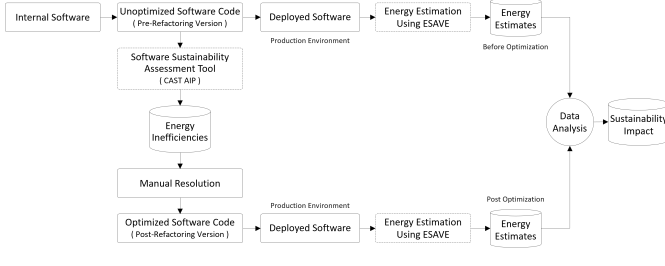 Internal Software
Unoptimized Software Code
( Pre-Refactoring Version )
Deployed Software
Production Environment
Energy Estimation
Using ESAVE
Energy
Estimates
Before Optimization
Software Sustainability
Assessment Tool
( CAST AIP )
Energy
Inefficiencies
Data
Analysis
Sustainability
Impact
Manual Resolution
Optimized Software Code
( Post-Refactoring Version )
Production Environment
Deployed Software
Energy Estimation
Using ESAVE
Post Optimization
Energy
Estimates